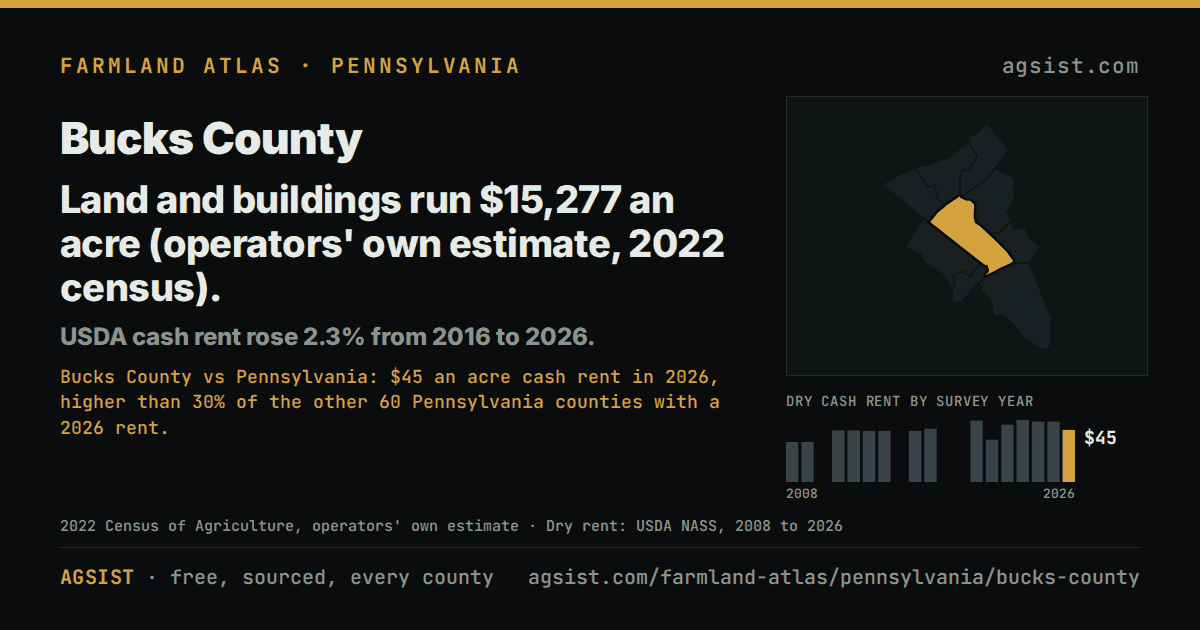 FARMLAND ATLAS · PENNSYLVANIA
agsist.com
Bucks County
Land and buildings run $15,277 an
acre (operators' own estimate, 2022
census).
USDA cash rent rose 2.3% from 2016 to 2026.
Bucks County vs Pennsylvania: $45 an acre cash rent in 2026,
higher than 30% of the other 60 Pennsylvania counties with a
2026 rent.
DRY CASH RENT BY SURVEY YEAR
$45
2008
2026
2022 Census of Agriculture, operators' own estimate · Dry rent: USDA NASS, 2008 to 2026
AGSIST · free, sourced, every county
agsist.com/farmland-atlas/pennsylvania/bucks-county